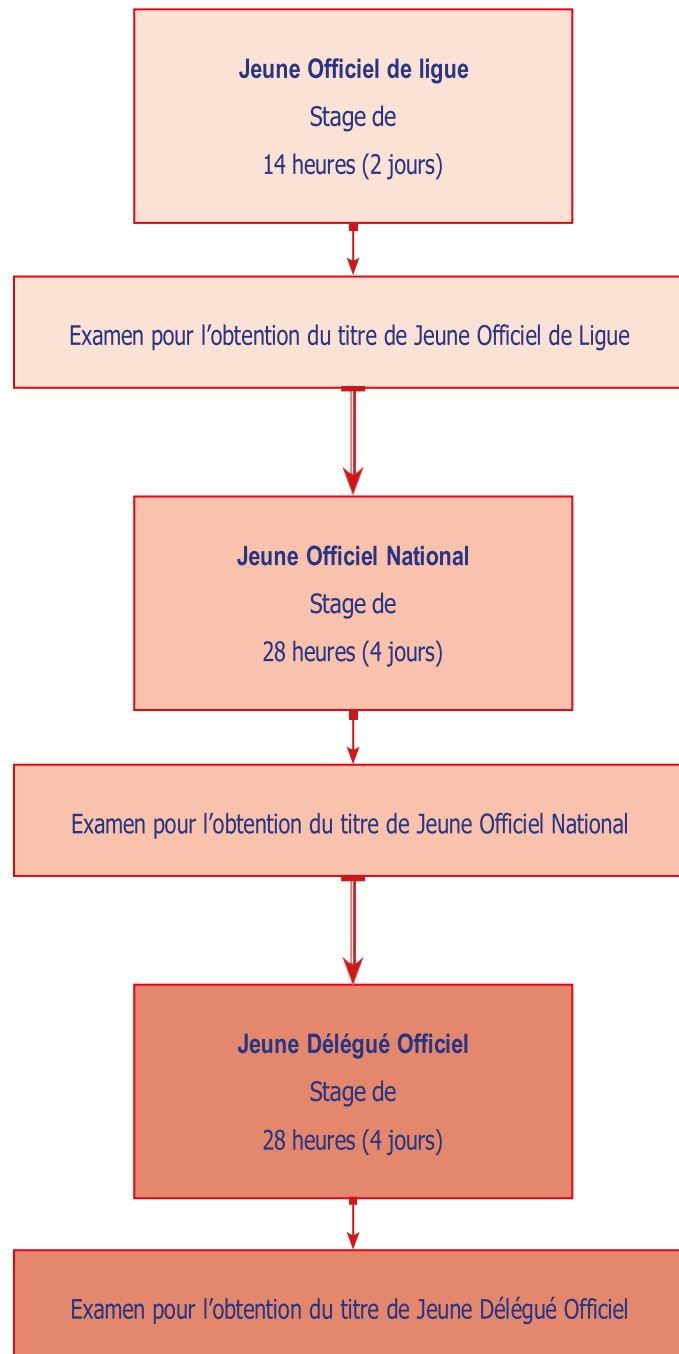 Jeune Officiel de ligue
Stage de
14 heures (2 jours)
Examen pour l’obtention du titre de Jeune Officiel de Ligue
Jeune Officiel National
Stage de
28 heures (4 jours)
Examen pour l’obtention du titre de Jeune Officiel National
Jeune Délégué Officiel
Stage de
28 heures (4 jours)
Examen pour l’obtention du titre de Jeune Délégué Officiel